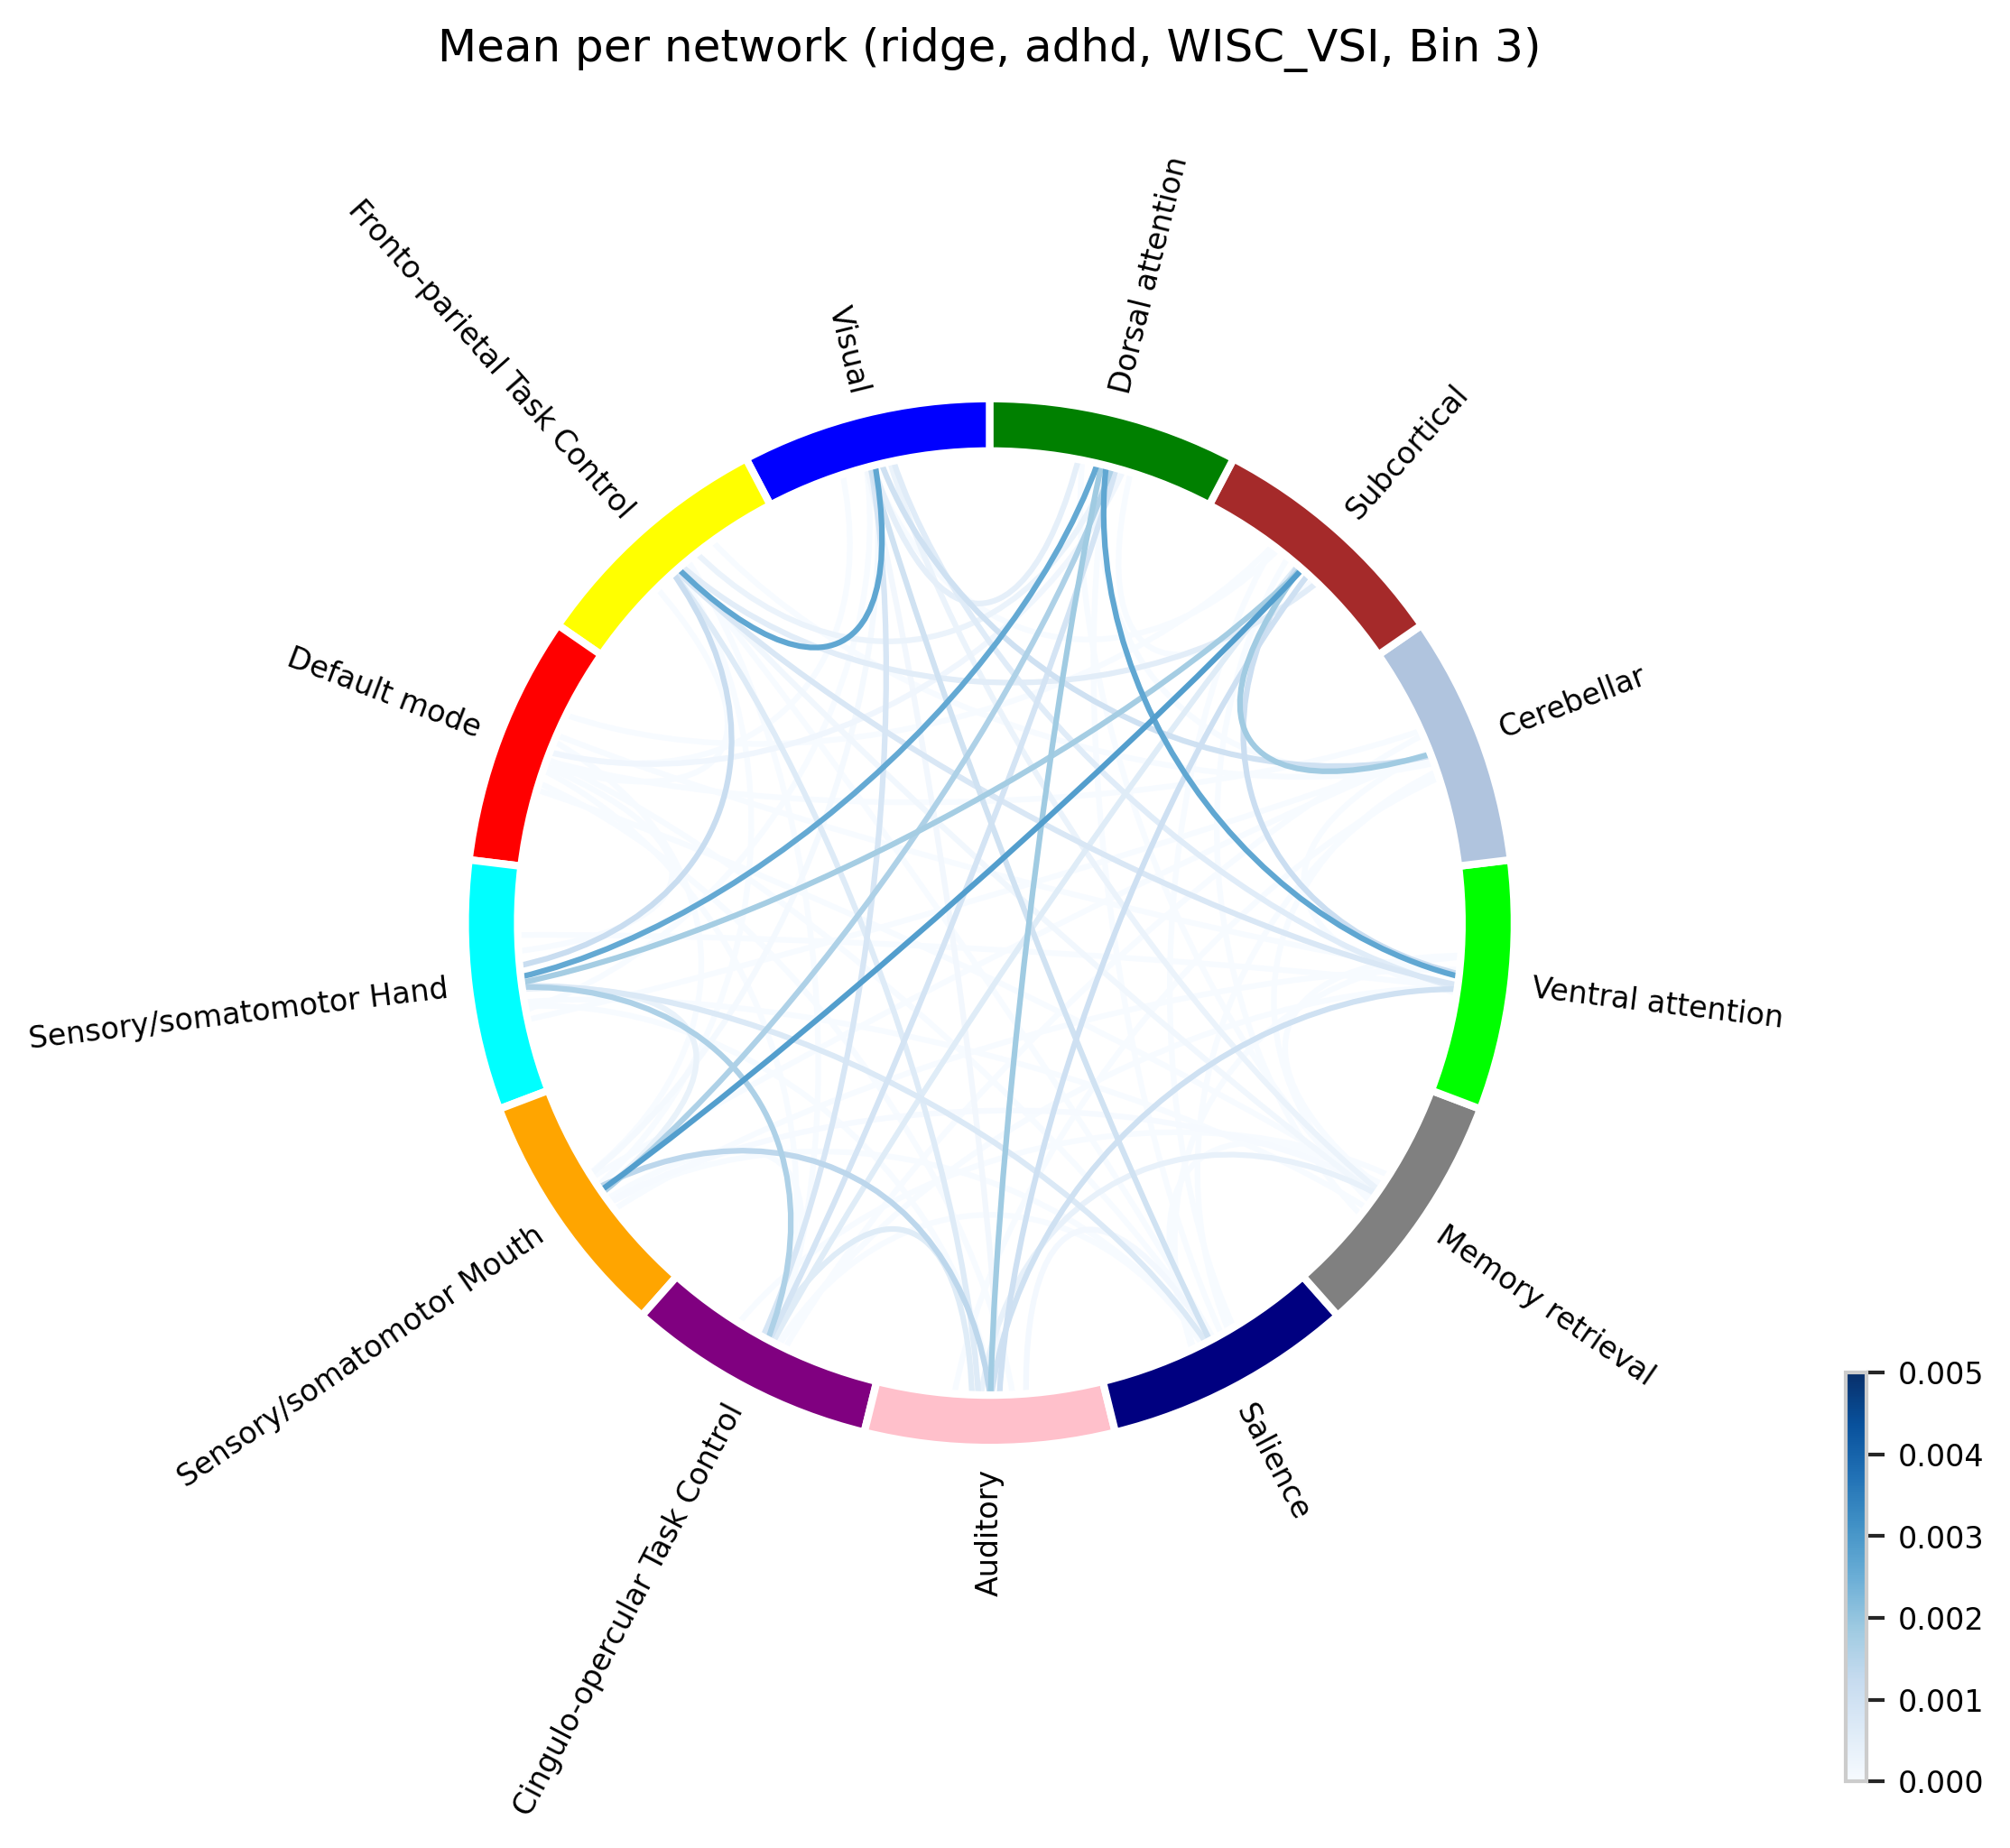 Mean per network (ridge, adhd, WISC_VSI, Bin 3)
Dorsal attention
Visual
Fronto-parietal Task Control
Subcortical
Default mode
Cerebellar
Sensory/somatomotor Hand
Ventral attention
Sensory/somatomotor Mouth
Memory retrieval
Cingulo-opercular Task Control
Auditory
Salience
0.005
0.004
0.003
0.002
0.001
0.000